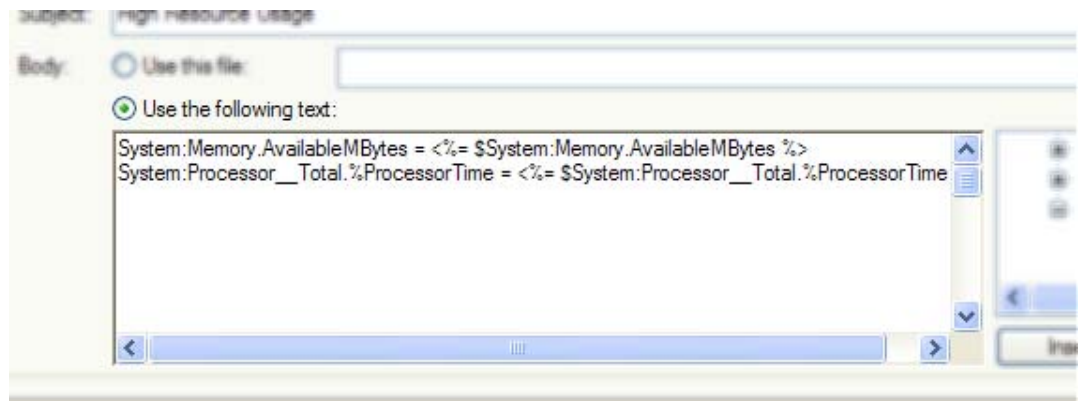 Subject: High Resource Usage
Body: Use this file:
Use the following text:
System:Memory.AvailableMBytes = <%= $System:Memory.AvailableMBytes %>
System:Processor__Total.%ProcessorTime = <%= $System:Processor__Total.%ProcessorTime